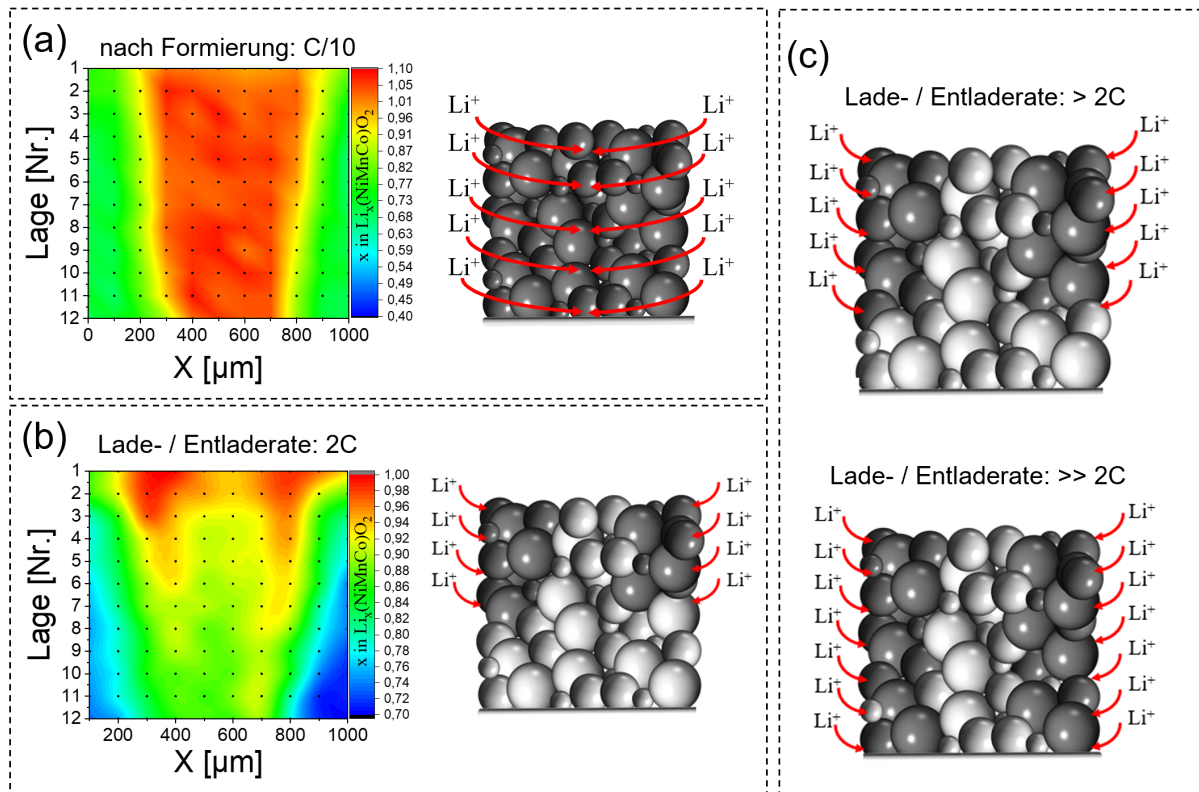 (a)
nach Formierung: C/10
Lage [Nr.]
1
2
3
4
5
6
7
8
9
10
11
12
0 200 400 600 800 1000
X [µm]
1,10
1,05
1,01
0,96
0,91
0,87
0,82
0,77
0,73
0,68
0,63
0,59
0,54
0,49
0,45
0,40
x in Liₓ(NiMnCo)O₂
Li⁺ Li⁺
Li⁺ Li⁺
Li⁺ Li⁺
Li⁺ Li⁺
Li⁺ Li⁺
(b)
Lade- / Entladerate: 2C
Lage [Nr.]
1
2
3
4
5
6
7
8
9
10
11
12
200 400 600 800 1000
X [µm]
1,00
0,98
0,96
0,94
0,92
0,90
0,88
0,86
0,84
0,82
0,80
0,78
0,76
0,74
0,72
0,70
x in Liₓ(NiMnCo)O₂
Li⁺ Li⁺
Li⁺ Li⁺
Li⁺ Li⁺
Li⁺ Li⁺
(c)
Lade- / Entladerate: > 2C
Li⁺ Li⁺
Li⁺ Li⁺
Li⁺ Li⁺
Li⁺ Li⁺
Li⁺ Li⁺
Lade- / Entladerate: >> 2C
Li⁺ Li⁺
Li⁺ Li⁺
Li⁺ Li⁺
Li⁺ Li⁺
Li⁺ Li⁺
Li⁺ Li⁺
Li⁺ Li⁺